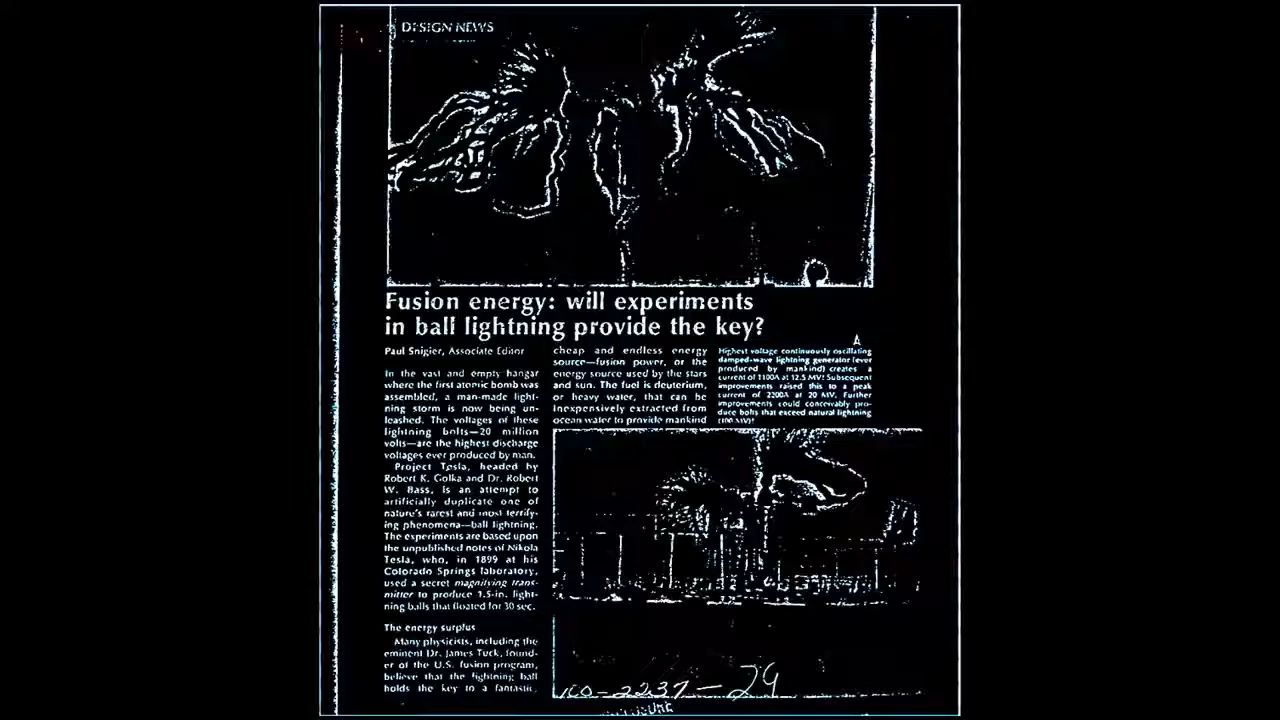 DESIGN NEWS
Fusion energy: will experiments
in ball lightning provide the key?
Paul Snigier, Associate Editor
In the vast and empty hangar
where the first atomic bomb was
assembled, a man-made light-
ning storm is now being un-
leashed. The voltages of these
lightning bolts—20 million
volts—are the highest discharge
voltages ever produced by man.
Project Tesla, headed by
Robert K. Golka and Dr. Robert
W. Bass, is an attempt to
artificially duplicate one of
nature's rarest and most terrify-
ing phenomena—ball lightning.
The experiments are based upon
the unpublished notes of Nikola
Tesla, who, in 1899 at his
Colorado Springs laboratory,
used a secret magnifying trans-
mitter to produce 1.5-in. light-
ning balls that floated for 30 sec.
The energy surplus
Many physicists, including the
eminent Dr. James Tuck, found-
er of the U.S. fusion program,
believe that the lightning ball
holds the key to a fantastic,
cheap and endless energy
source—fusion power, or the
energy source used by the stars
and sun. The fuel is deuterium,
or heavy water, that can be
inexpensively extracted from
ocean water to provide mankind
Highest voltage continuously oscillating
damped-wave lightning generator (ever
produced by mankind) creates a
current of 1100A at 12.5 MV! Subsequent
improvements raised this to a peak
current of 2200A at 20 MV. Further
improvements could conceivably pro-
duce bolts that exceed natural lightning
(100 MV)!
2237-29